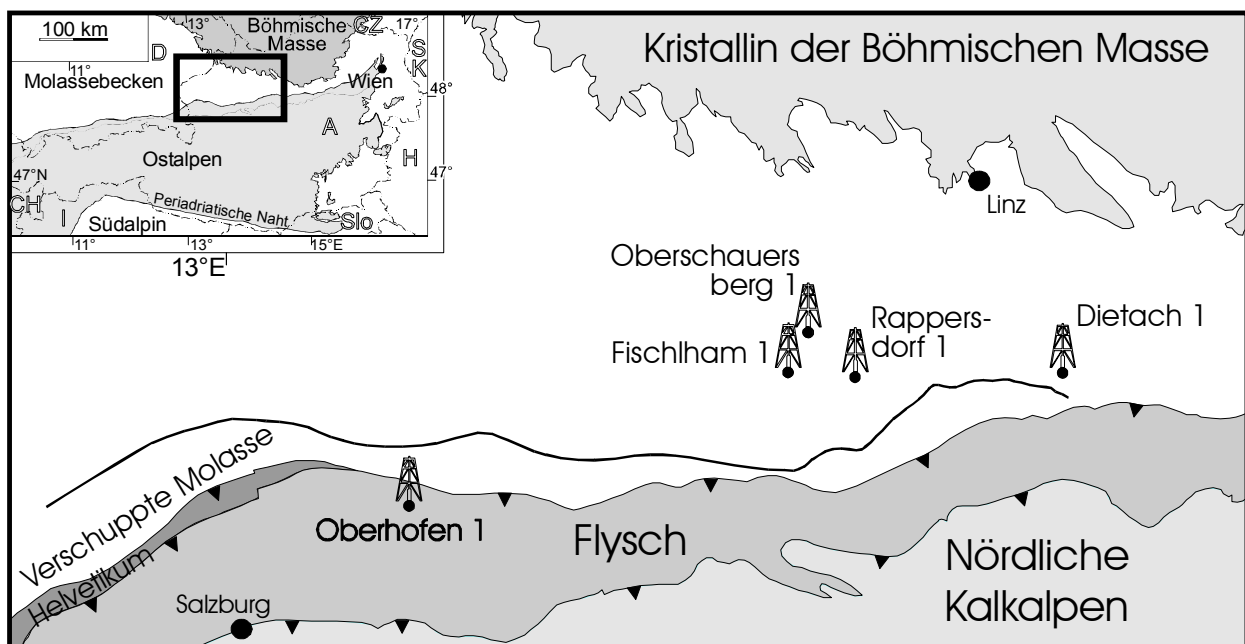 100 km
13°
Böhmische
Masse
CZ
17°
D
S
K
11°
Molassebecken
Wien
48°
A
Ostalpen
H
47°N
47°
CH
I
Südalpin
Periadriatische Naht
Slo
11°
13°
15°E
13°E
Kristallin der Böhmischen Masse
Linz
Oberschauers
berg 1
Fischlham 1
Rappers-
dorf 1
Dietach 1
Verschuppte Molasse
Helvetikum
Oberhofen 1
Flysch
Nördliche
Kalkalpen
Salzburg